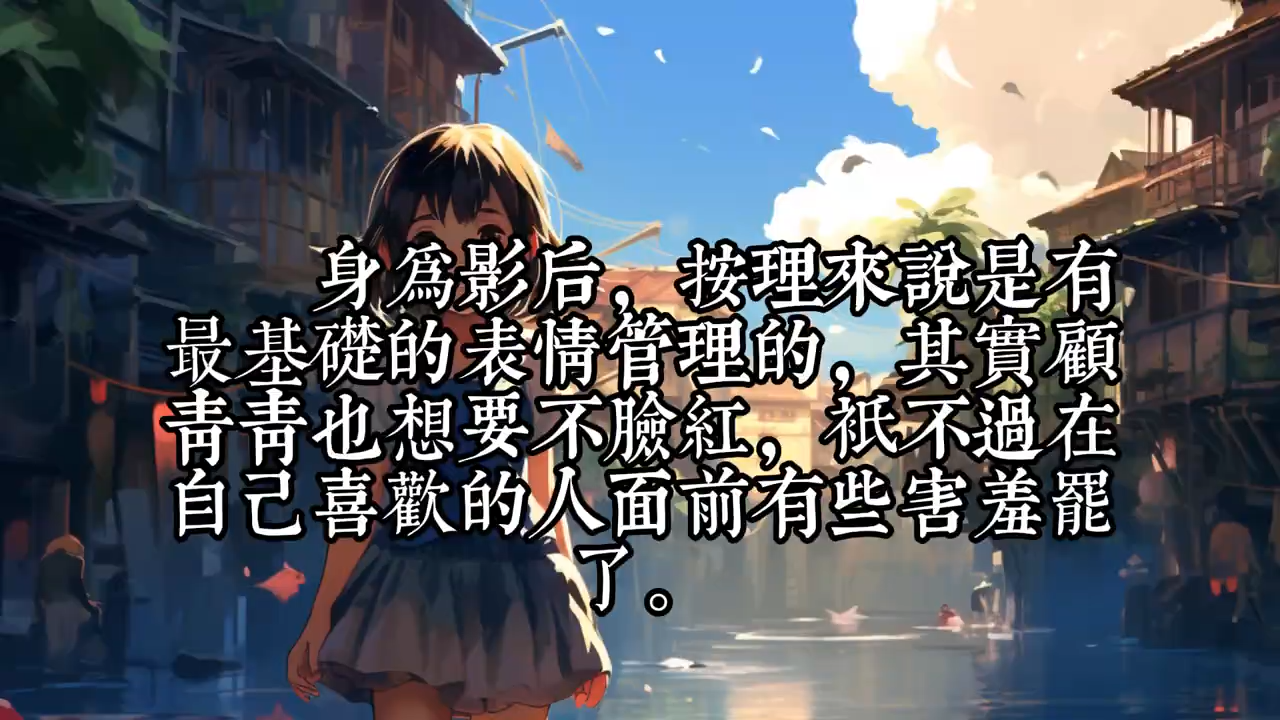 身爲影后，按理來說是有
最基礎的表情管理的，其實顧
靑靑也想要不臉紅，衹不過在
自己喜歡的人面前有些害羞罷
了。